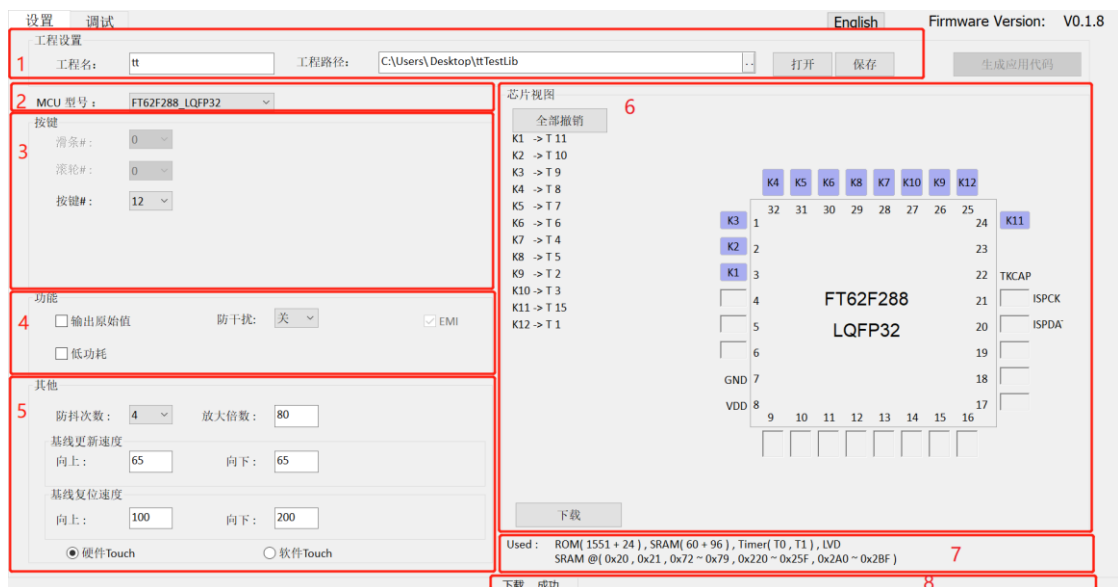 设置 调试 English Firmware Version: V0.1.8
工程设置
1 工程名: tt 工程路径: C:\Users\ Desktop\ttTestLib .. 打开 保存 生成应用代码
2 MCU 型号 : FT62F288_LQFP32
3 按键
滑条# : 0
滚轮# : 0
按键# : 12
功能
4 输出原始值 防干扰: 关 EMI
低功耗
其他
5 防抖次数 : 4 放大倍数 : 80
基线更新速度
向上 : 65 向下 : 65
基线复位速度
向上 : 100 向下 : 200
硬件Touch 软件Touch
芯片视图
6
全部撤销
K1 -> T 11
K2 -> T 10
K3 -> T 9
K4 -> T 8
K5 -> T 7
K6 -> T 6
K7 -> T 4
K8 -> T 5
K9 -> T 2
K10 -> T 3
K11 -> T 15
K12 -> T 1
K4 K5 K6 K8 K7 K10 K9 K12
32 31 30 29 28 27 26 25
K3 1 24 K11
K2 2 23
K1 3 22 TKCAP
4 FT62F288 21 ISPCK
5 LQFP32 20 ISPDA
6 19
GND 7 18
VDD 8 17
9 10 11 12 13 14 15 16
下载
Used : ROM( 1551 + 24 ) , SRAM( 60 + 96 ) , Timer( T0 , T1 ) , LVD
SRAM @( 0x20 , 0x21 , 0x72 ~ 0x79 , 0x220 ~ 0x25F , 0x2A0 ~ 0x2BF )
7
下载 成功 8